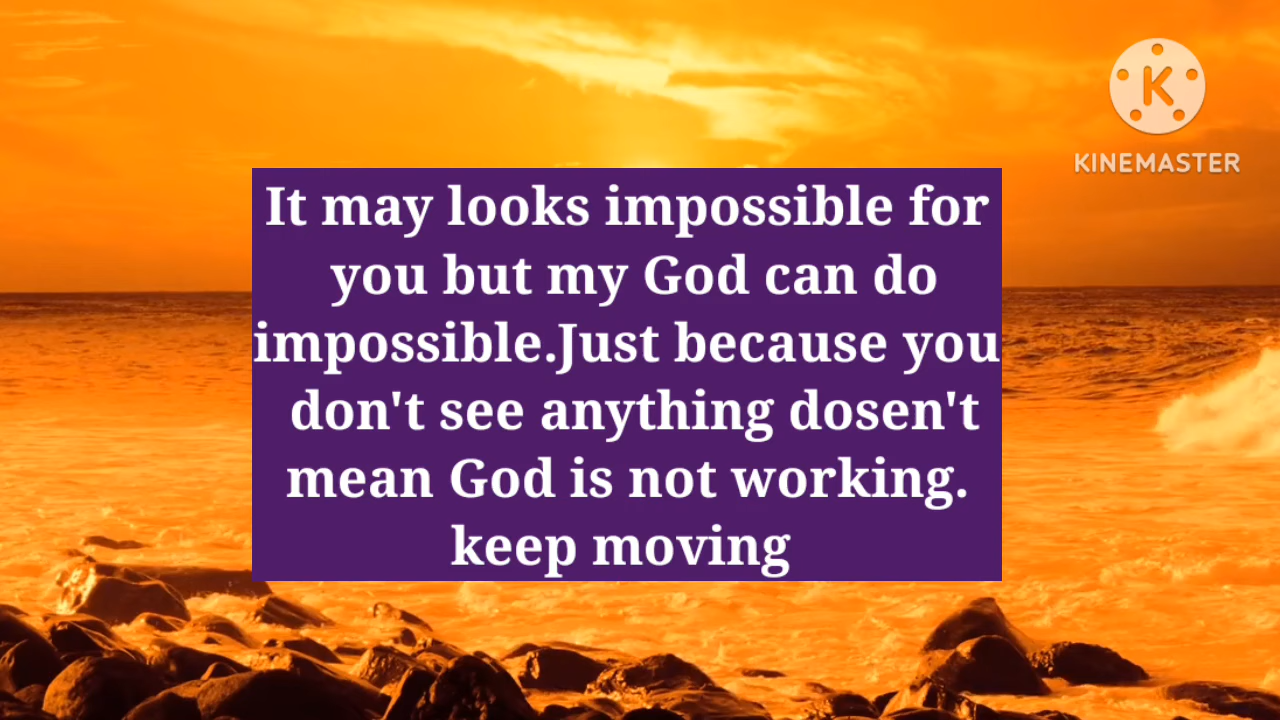 KINEMASTER
It may looks impossible for
you but my God can do
impossible.Just because you
don't see anything dosen't
mean God is not working.
keep moving